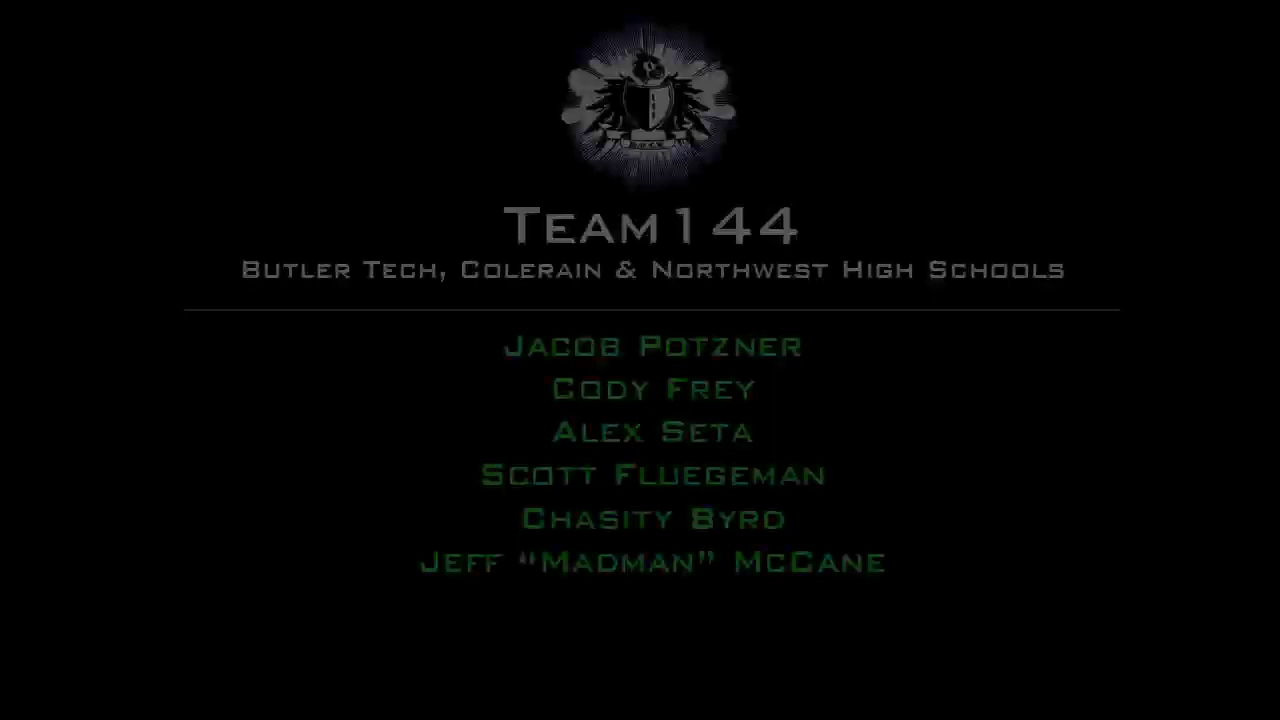 Team 144
Butler Tech, Colerain & Northwest High Schools
Jacob Potzner
Cody Frey
Alex Seta
Scott Fluegeman
Chasity Byrd
Jeff “Madman” McCane